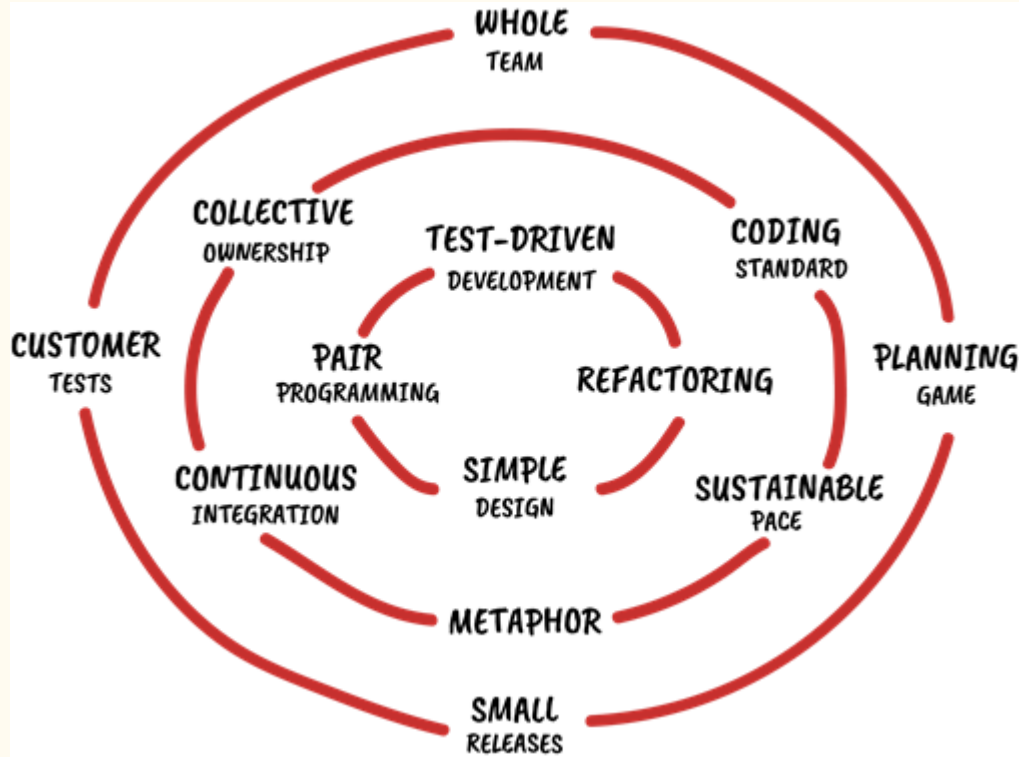 WHOLE
TEAM
COLLECTIVE
OWNERSHIP
TEST-DRIVEN
DEVELOPMENT
CODING
STANDARD
CUSTOMER
TESTS
PAIR
PROGRAMMING
REFACTORING
PLANNING
GAME
CONTINUOUS
INTEGRATION
SIMPLE
DESIGN
SUSTAINABLE
PACE
METAPHOR
SMALL
RELEASES